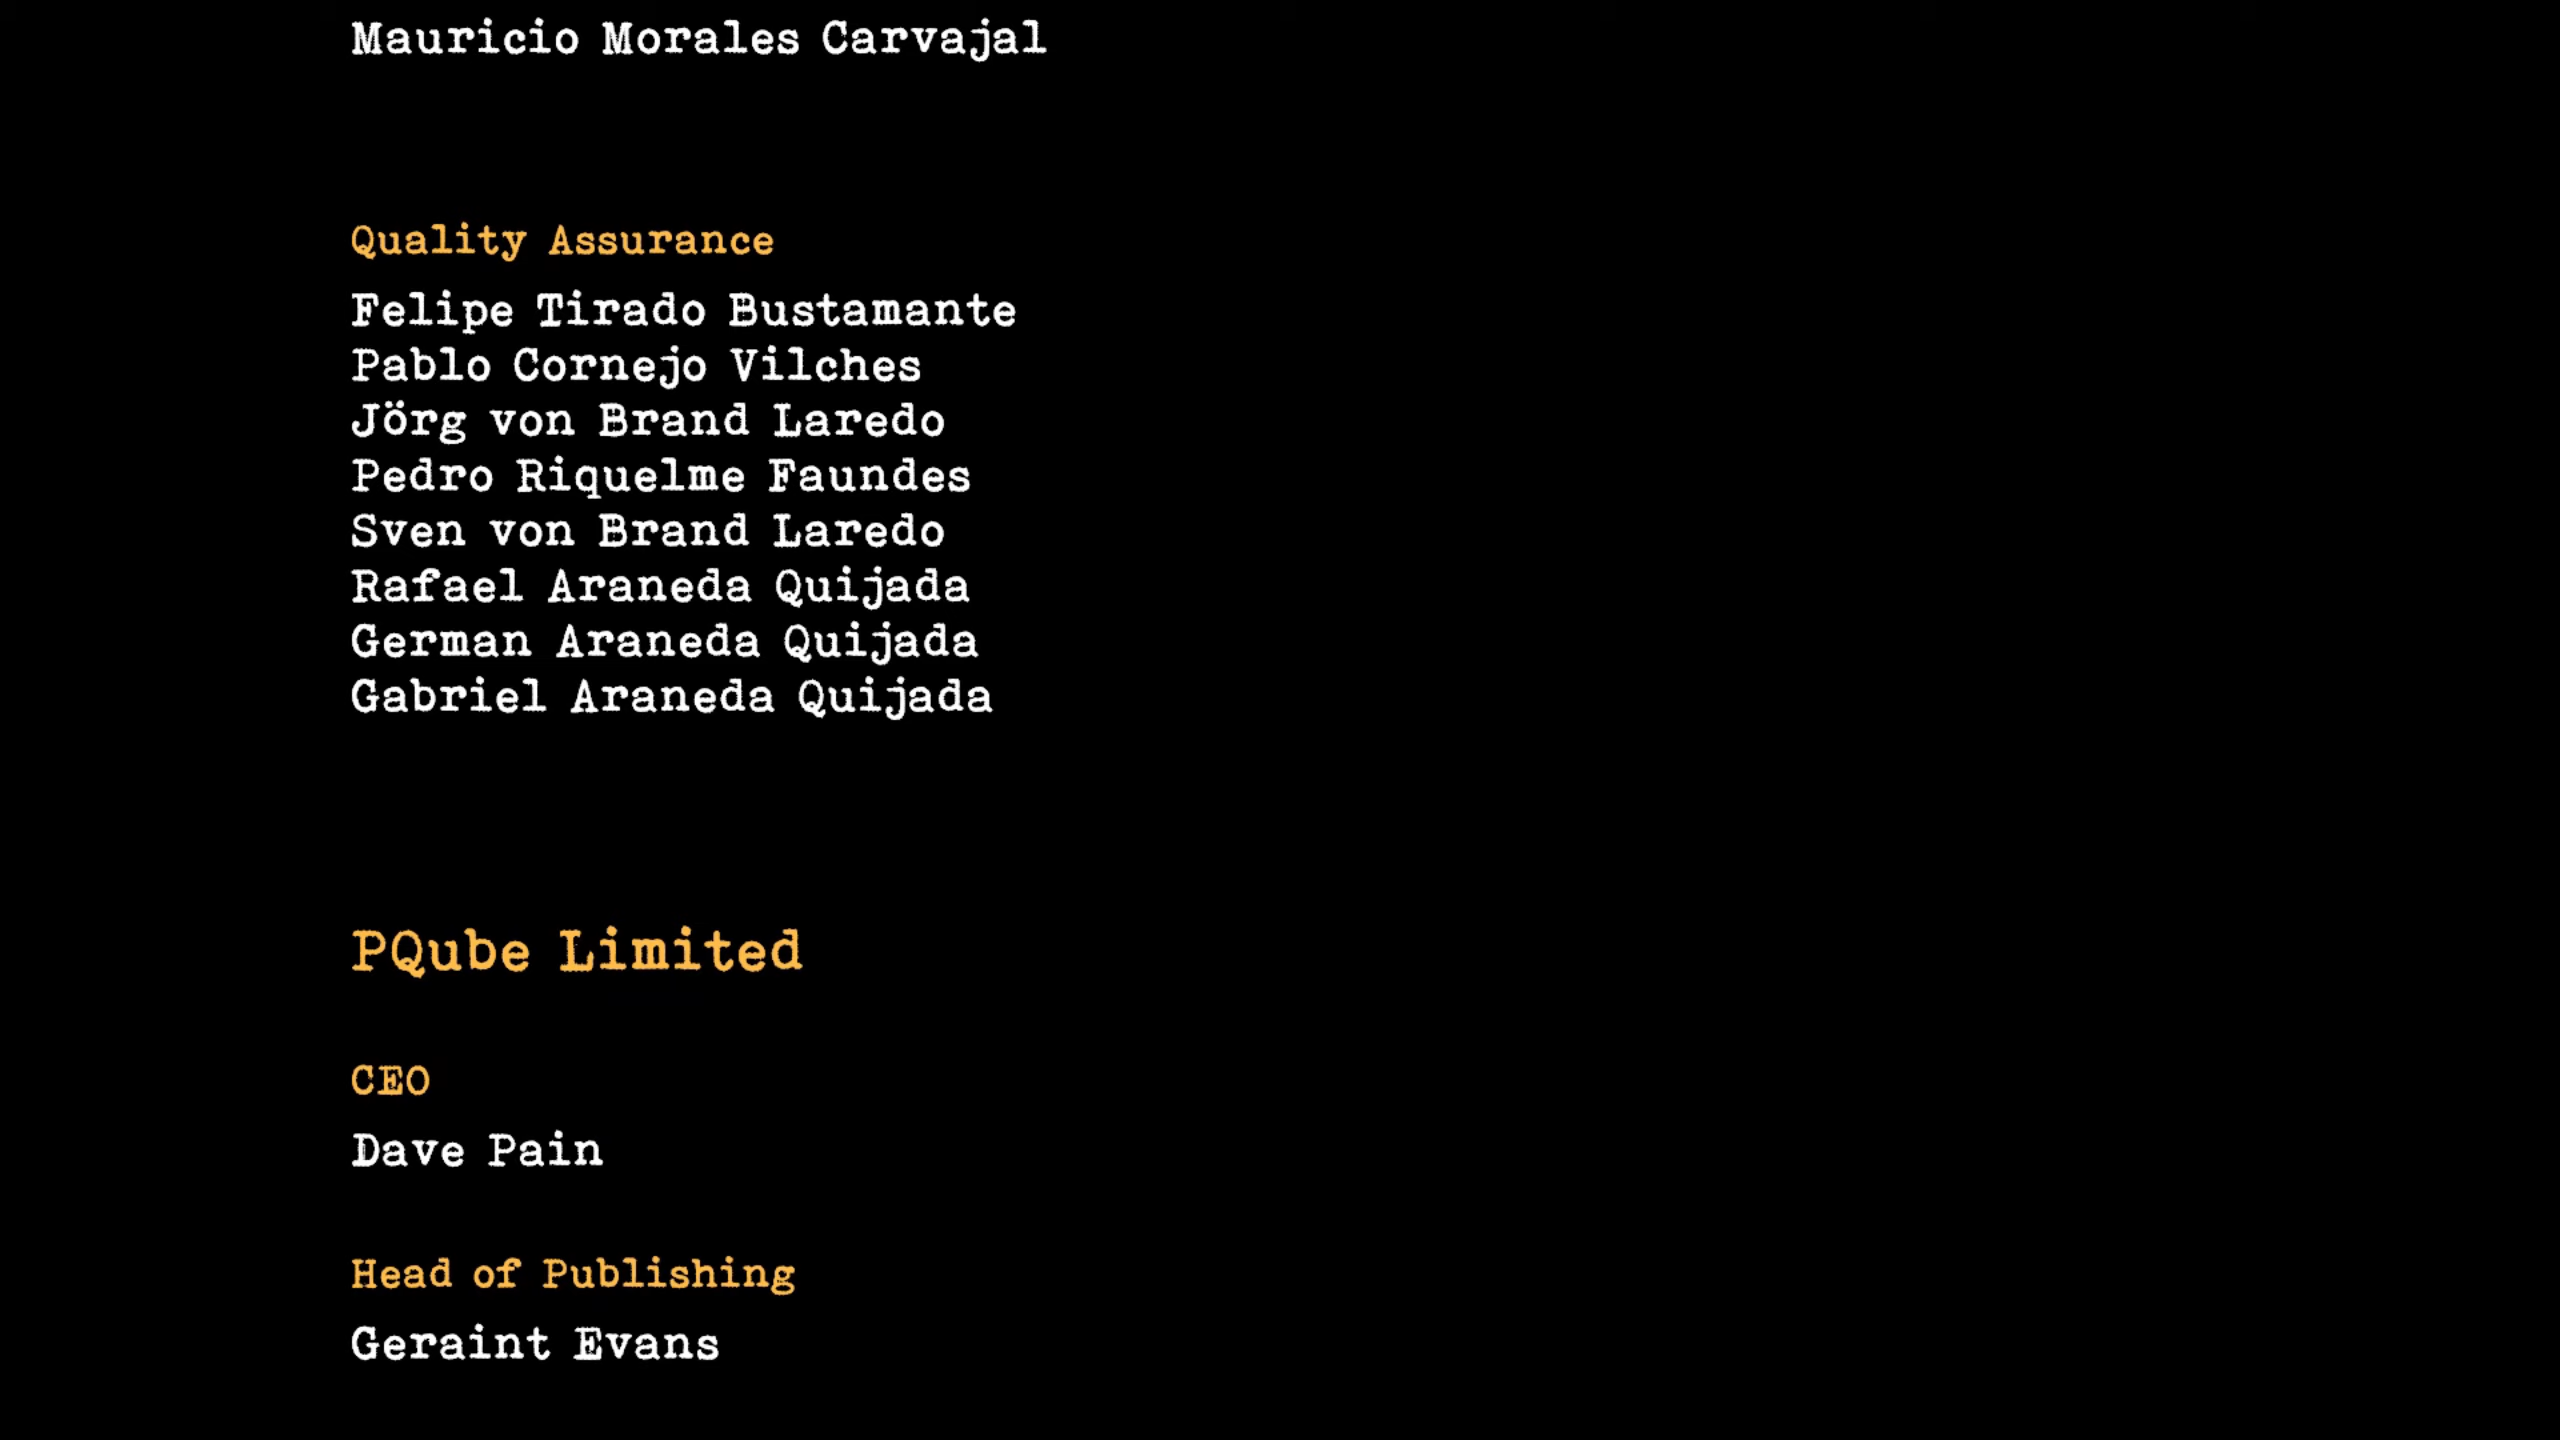 Mauricio Morales Carvajal
Quality Assurance
Felipe Tirado Bustamante
Pablo Cornejo Vilches
Jörg von Brand Laredo
Pedro Riquelme Faundes
Sven von Brand Laredo
Rafael Araneda Quijada
German Araneda Quijada
Gabriel Araneda Quijada
PQube Limited
CEO
Dave Pain
Head of Publishing
Geraint Evans